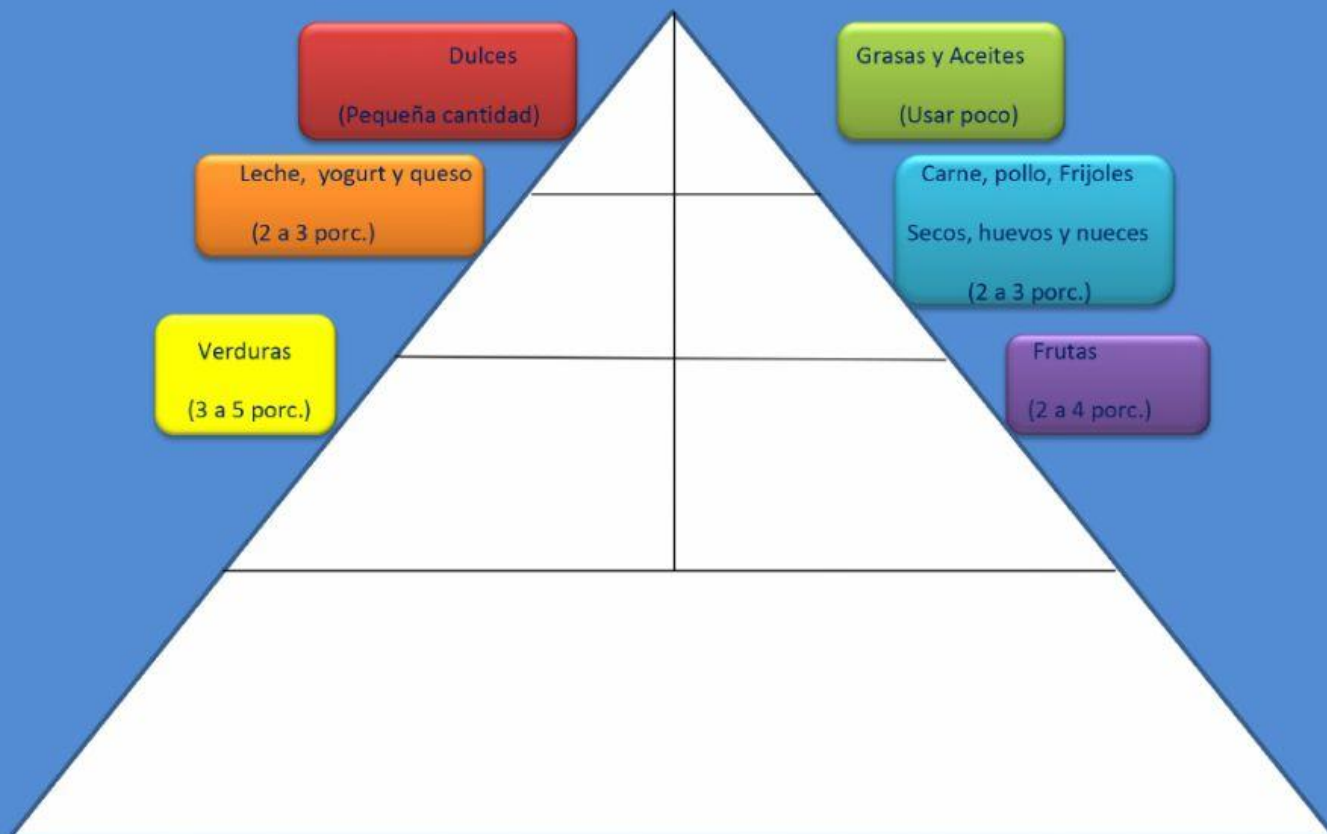 Dulces
(Pequeña cantidad)
Grasas y Aceites
(Usar poco)
Leche, yogurt y queso
(2 a 3 porc.)
Carne, pollo, Frijoles
Secos, huevos y nueces
(2 a 3 porc.)
Verduras
(3 a 5 porc.)
Frutas
(2 a 4 porc.)